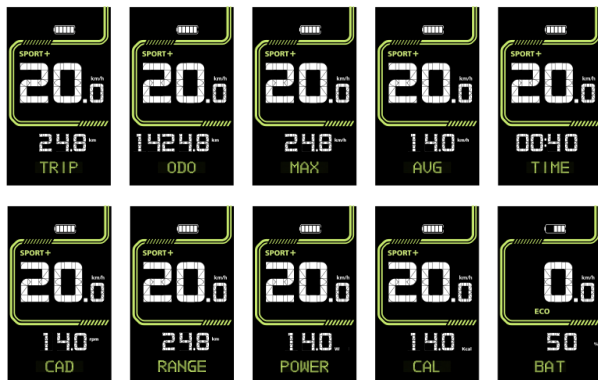 SPORT+
20.0 km/h
24.8 km
TRIP
SPORT+
20.0 km/h
1424.8 km
ODO
SPORT+
20.0 km/h
24.8 km/h
MAX
SPORT+
20.0 km/h
14.0 km/h
AVG
SPORT+
20.0 km/h
00:40
TIME
SPORT+
20.0 km/h
14.0 rpm
CAD
SPORT+
20.0 km/h
24.8 km
RANGE
SPORT+
20.0 km/h
14.0 W
POWER
SPORT+
20.0 km/h
14.0 Kcal
CAL
0.0 km/h
ECO
50 %
BAT